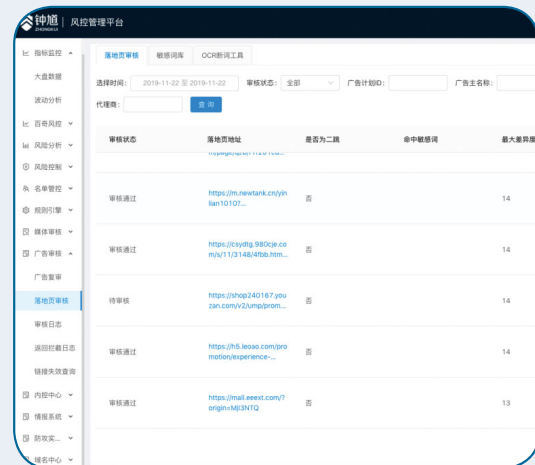 钟馗 | 风控管理平台
ZHONGKUI
指标监控
大盘数据
波动分析
百奇风控
风险分析
风险控制
名单管控
规则引擎
媒体审核
广告审核
广告复审
落地页审核
审核日志
返回拦截日志
链接失效查询
内控中心
情报系统
防攻实...
域名中心
落地页审核 敏感词库 OCR断词工具
选择时间: 2019-11-22 至 2019-11-22 审核状态: 全部 广告计划ID: 广告主名称:
代理商: 查 询
审核状态 落地页地址 是否为二跳 命中敏感词 最大差异度
审核通过 https://m.newtank.cn/yin 否 14
lian1010?...
审核通过 https://csydtg.980cje.co 否 14
m/s/11/3148/4fbb.htm...
待审核 https://shop240167.you 否 14
zan.com/v2/ump/prom...
审核通过 https://h5.leoao.com/pro 否 14
motion/experience-...
审核通过 https://mall.eeext.com/? 否 13
origin=MjI3NTQ